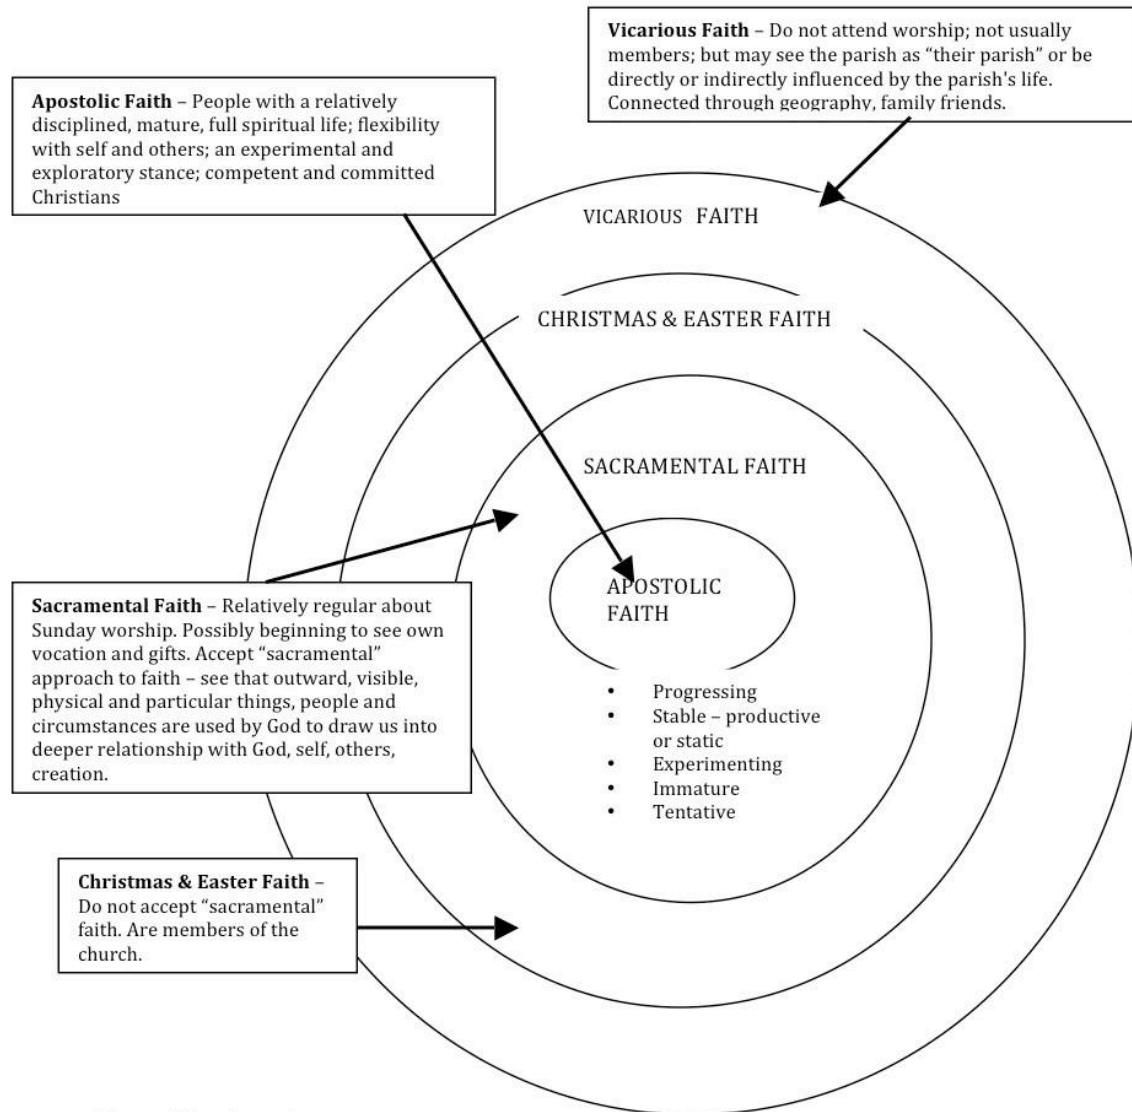 Vicarious Faith – Do not attend worship; not usually
members; but may see the parish as “their parish” or be
directly or indirectly influenced by the parish's life.
Connected through geography, family friends.
Apostolic Faith – People with a relatively
disciplined, mature, full spiritual life; flexibility
with self and others; an experimental and
exploratory stance; competent and committed
Christians
VICARIOUS FAITH
CHRISTMAS & EASTER FAITH
SACRAMENTAL FAITH
APOSTOLIC
FAITH
Sacramental Faith – Relatively regular about
Sunday worship. Possibly beginning to see own
vocation and gifts. Accept “sacramental”
approach to faith – see that outward, visible,
physical and particular things, people and
circumstances are used by God to draw us into
deeper relationship with God, self, others,
creation.
• Progressing
• Stable – productive
or static
• Experimenting
• Immature
• Tentative
Christmas & Easter Faith –
Do not accept “sacramental”
faith. Are members of the
church.